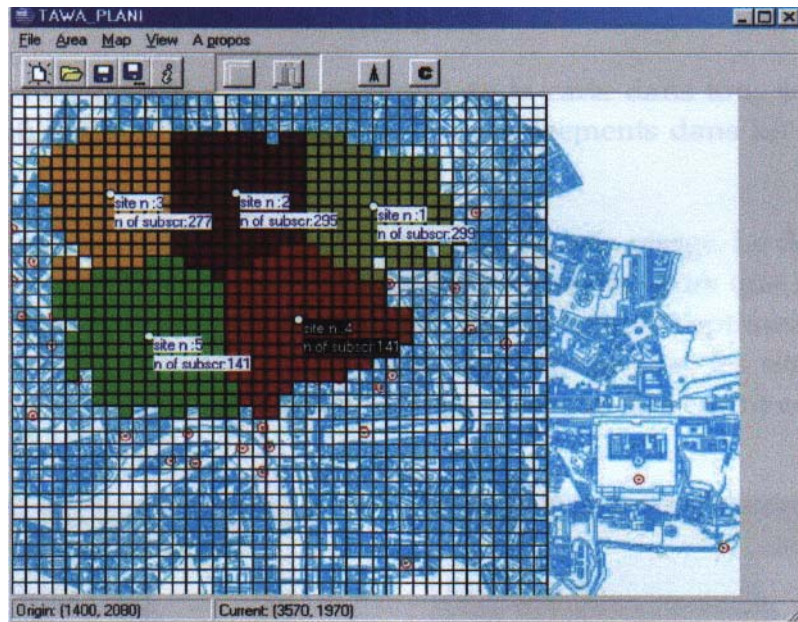 TAWA_PLANI
File Area Map View A propos
site n :3
n of subscr:277
site n :2
n of subscr:295
site n :1
n of subscr:299
site n :4
n of subscr:141
site n :5
n of subscr:141
Origin: (1400, 2080) Current: (3570, 1970)